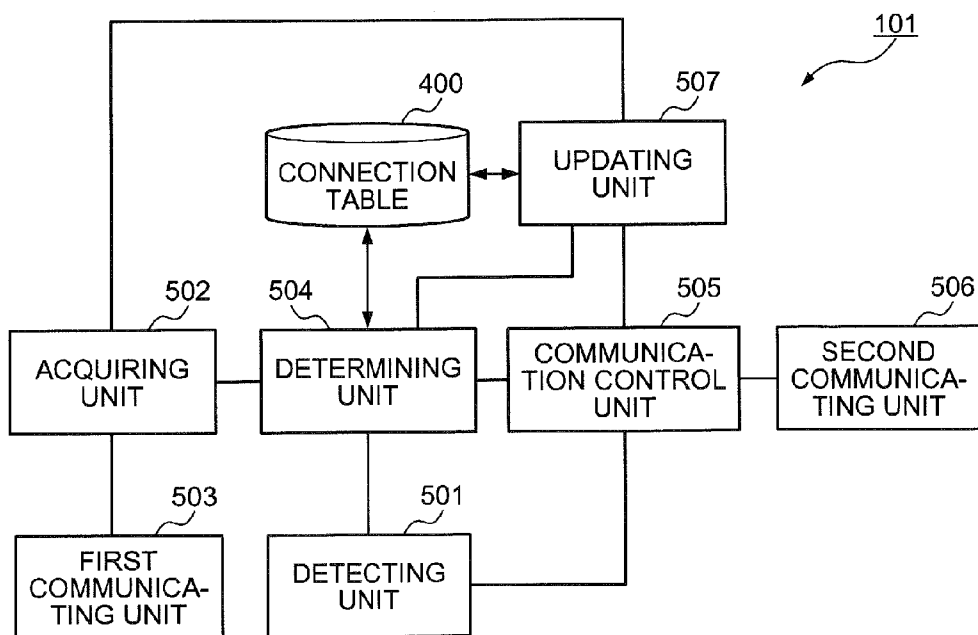 101
400
507
CONNECTION
TABLE
UPDATING
UNIT
502
504
505
506
ACQUIRING
UNIT
DETERMINING
UNIT
COMMUNICA-
TION CONTROL
UNIT
SECOND
COMMUNICA-
TING UNIT
503
501
FIRST
COMMUNICA-
TING UNIT
DETECTING
UNIT